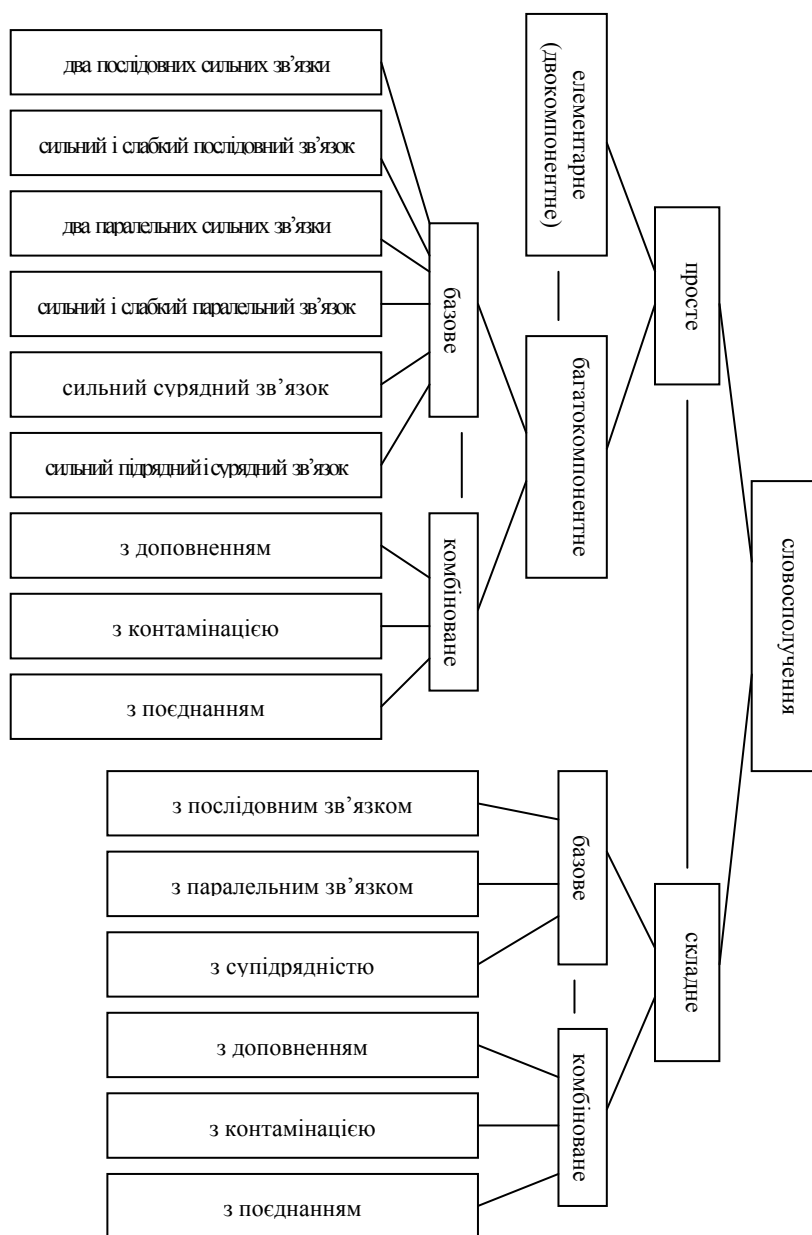 словосполучення
просте
складне
елементарне
(двокомпонентне)
багатокомпонентне
базове
комбіноване
два послідовних сильних зв’язки
сильний і слабкий послідовний зв’язок
два паралельних сильних зв’язки
сильний і слабкий паралельний зв’язок
сильний сурядний зв’язок
сильний підрядний і сурядний зв’язок
з доповненням
з контамінацією
з поєднанням
базове
комбіноване
з послідовним зв’язком
з паралельним зв’язком
з супідрядністю
з доповненням
з контамінацією
з поєднанням